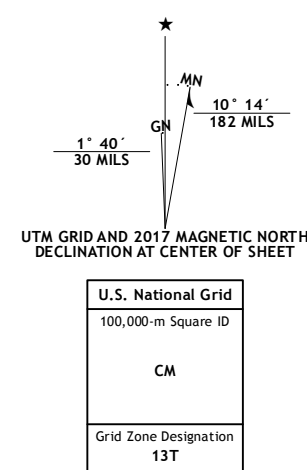 ★
MN
GN
10° 14´
182 MILS
1° 40´
30 MILS
UTM GRID AND 2017 MAGNETIC NORTH
DECLINATION AT CENTER OF SHEET
U.S. National Grid
100,000-m Square ID
CM
Grid Zone Designation
13T